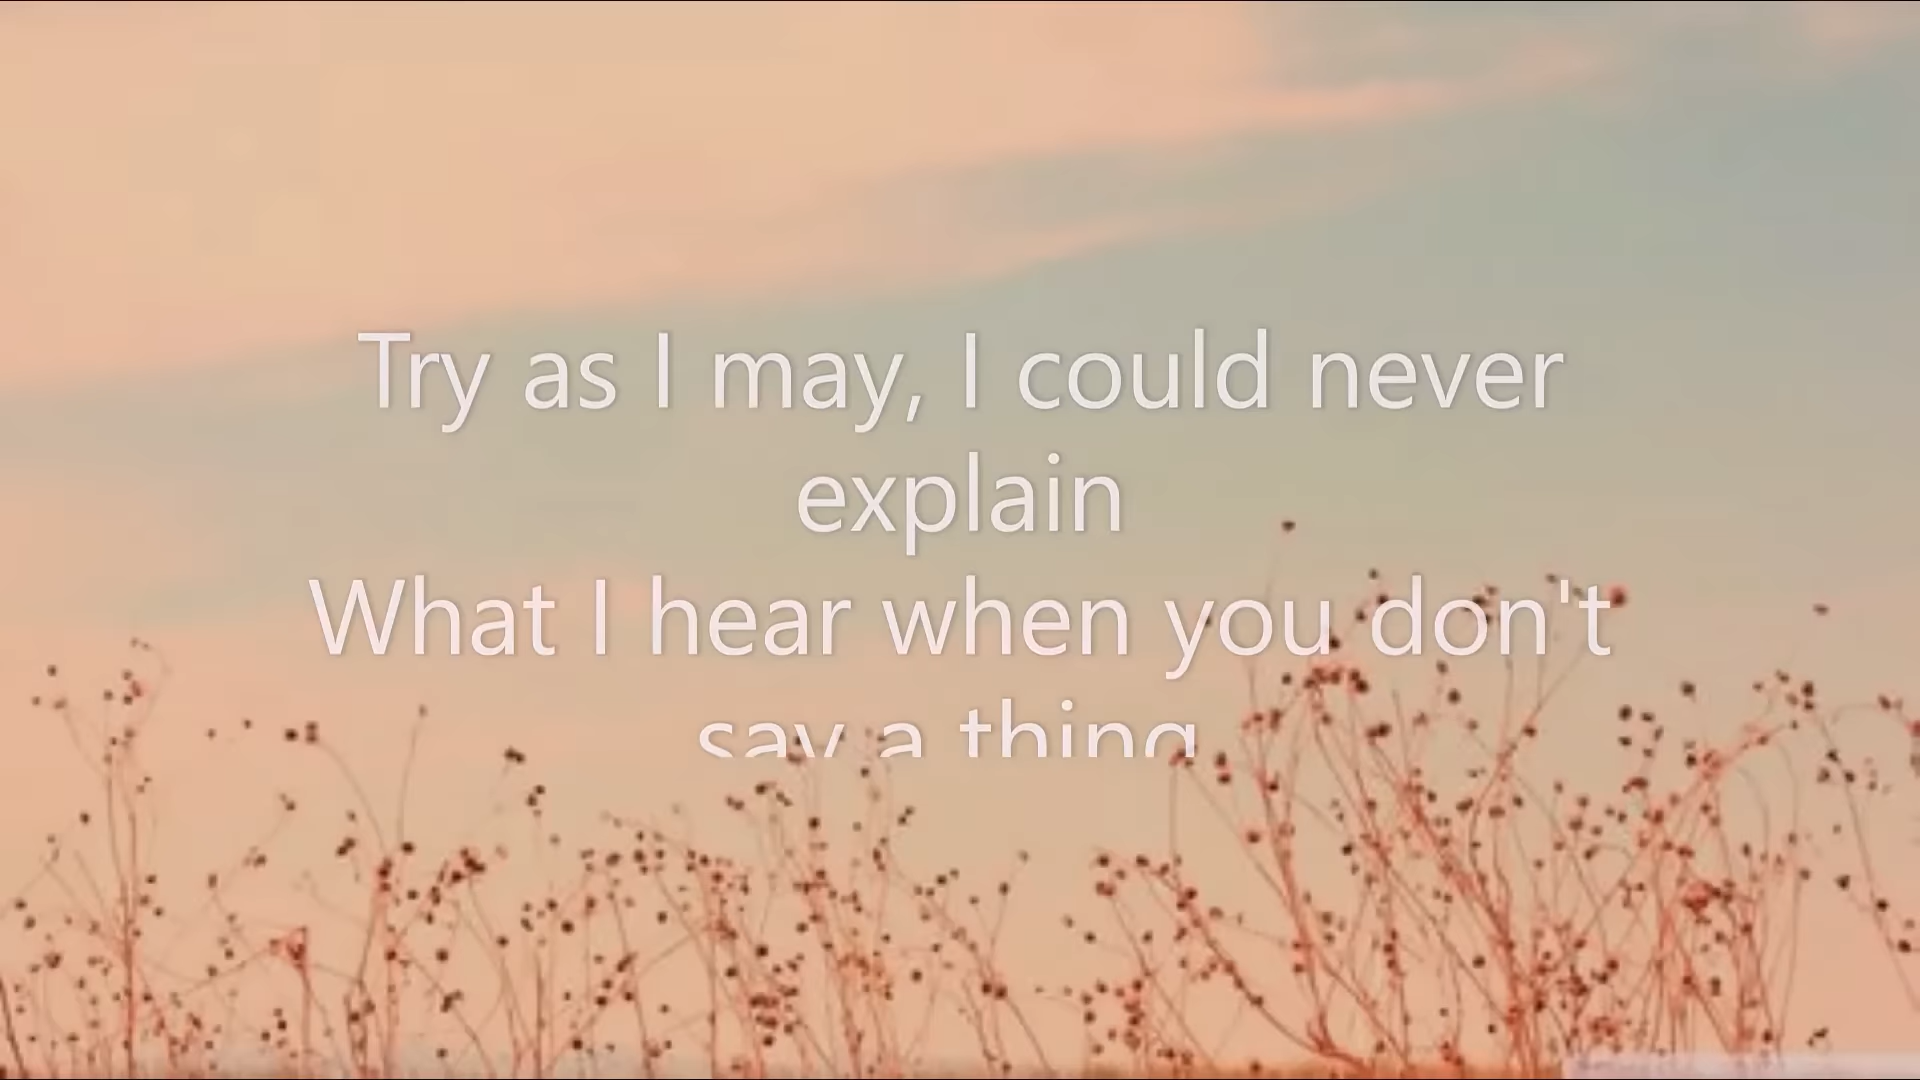 Try as I may, I could never
explain
What I hear when you don't
say a thing